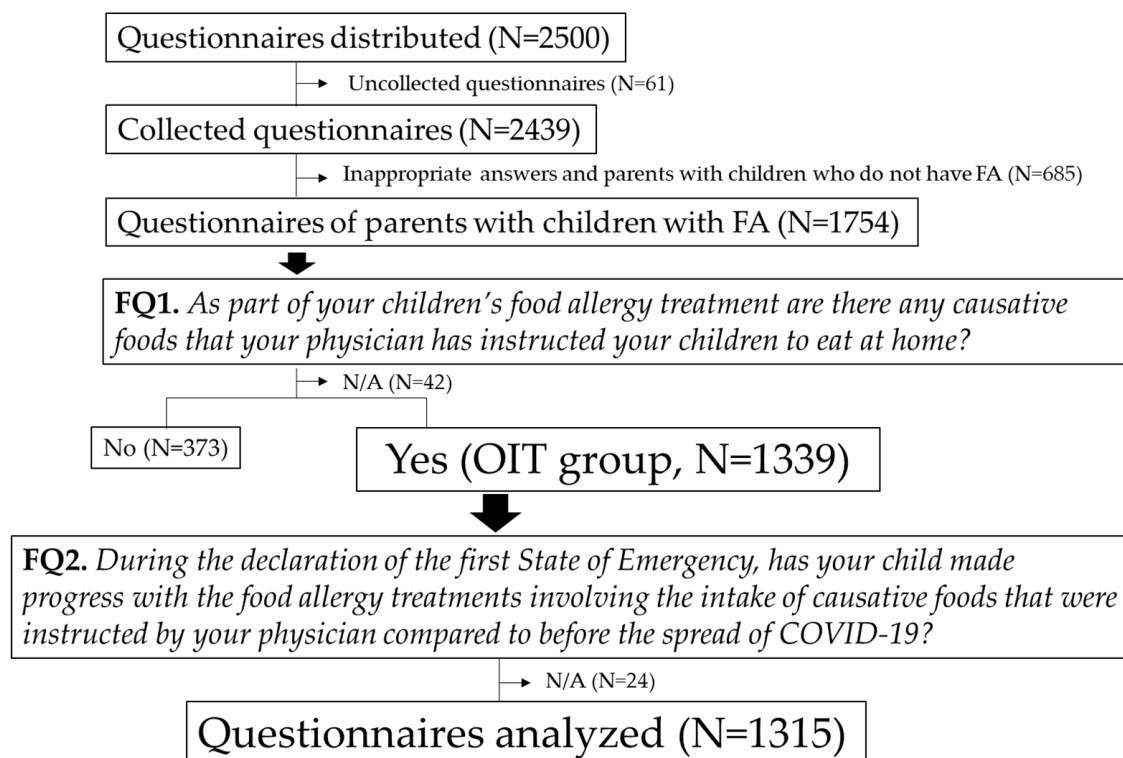 Questionnaires distributed (N=2500)
Uncollected questionnaires (N=61)
Collected questionnaires (N=2439)
Inappropriate answers and parents with children who do not have FA (N=685)
Questionnaires of parents with children with FA (N=1754)
FQ1. As part of your children’s food allergy treatment are there any causative
foods that your physician has instructed your children to eat at home?
N/A (N=42)
No (N=373)
Yes (OIT group, N=1339)
FQ2. During the declaration of the first State of Emergency, has your child made
progress with the food allergy treatments involving the intake of causative foods that were
instructed by your physician compared to before the spread of COVID-19?
N/A (N=24)
Questionnaires analyzed (N=1315)